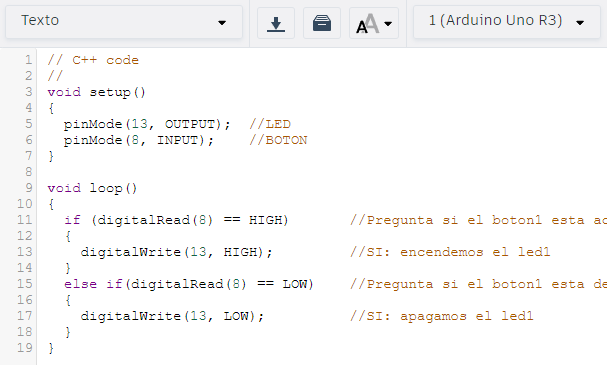 Texto
1 (Arduino Uno R3)
1 // C++ code
2 //
3 void setup()
4 {
5   pinMode(13, OUTPUT);  //LED
6   pinMode(8, INPUT);    //BOTON
7 }
8
9 void loop()
10 {
11   if (digitalRead(8) == HIGH)       //Pregunta si el boton1 esta
12   {
13     digitalWrite(13, HIGH);         //SI: encendemos el led1
14   }
15   else if(digitalRead(8) == LOW)    //Pregunta si el boton1 esta
16   {
17     digitalWrite(13, LOW);          //SI: apagamos el led1
18   }
19 }